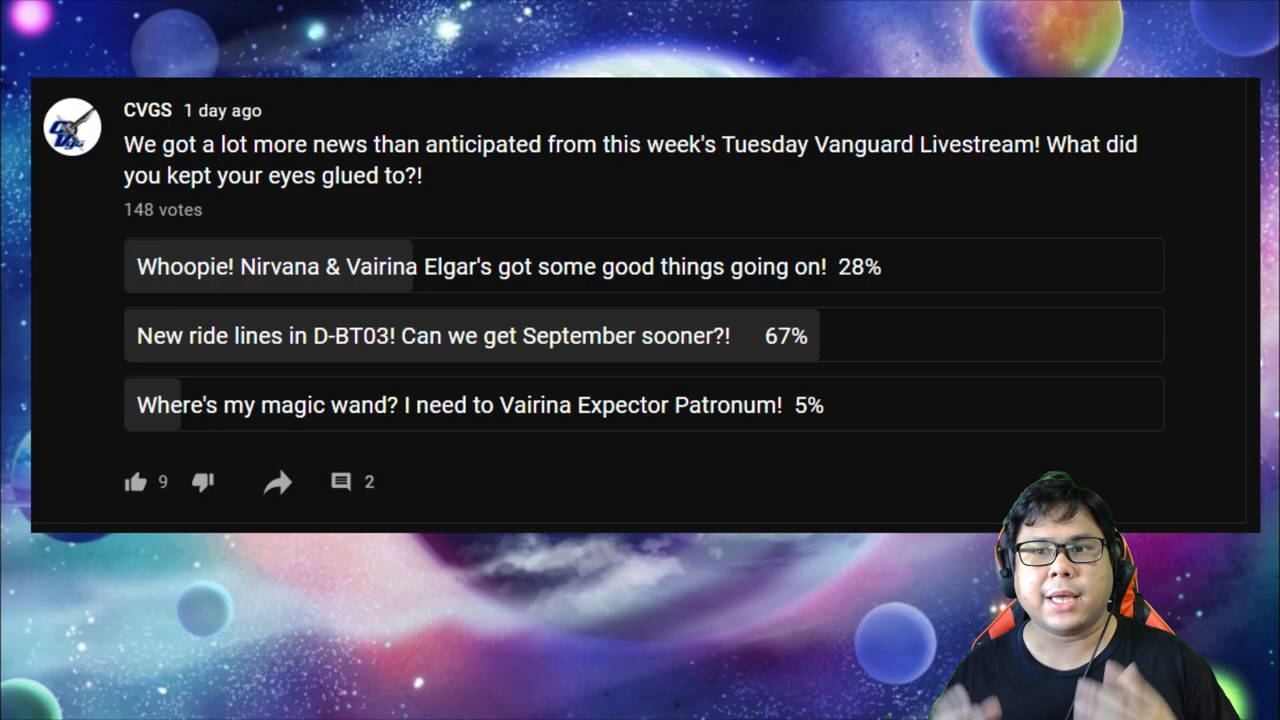 CVGS 1 day ago
We got a lot more news than anticipated from this week's Tuesday Vanguard Livestream! What did
you kept your eyes glued to?!
148 votes
Whoopie! Nirvana & Vairina Elgar's got some good things going on! 28%
New ride lines in D-BT03! Can we get September sooner?! 67%
Where's my magic wand? I need to Vairina Expector Patronum! 5%
9 2